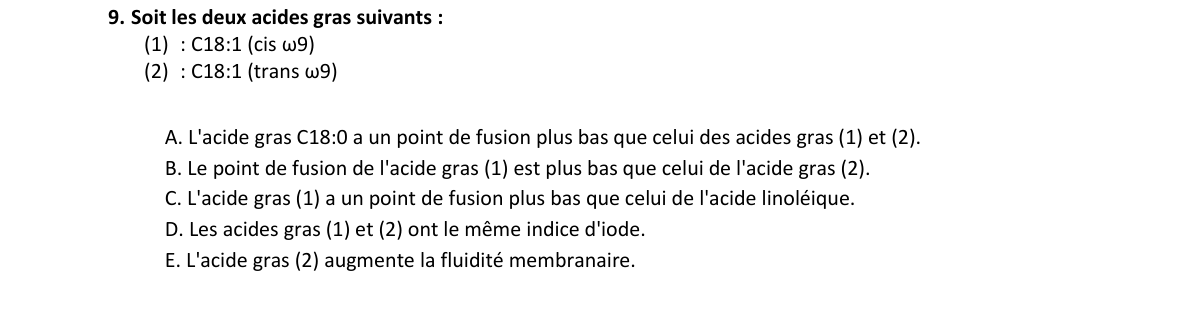 9. Soit les deux acides gras suivants :
(1) : C18:1 (cis ω9)
(2) : C18:1 (trans ω9)
A. L'acide gras C18:0 a un point de fusion plus bas que celui des acides gras (1) et (2).
B. Le point de fusion de l'acide gras (1) est plus bas que celui de l'acide gras (2).
C. L'acide gras (1) a un point de fusion plus bas que celui de l'acide linoléique.
D. Les acides gras (1) et (2) ont le même indice d'iode.
E. L'acide gras (2) augmente la fluidité membranaire.